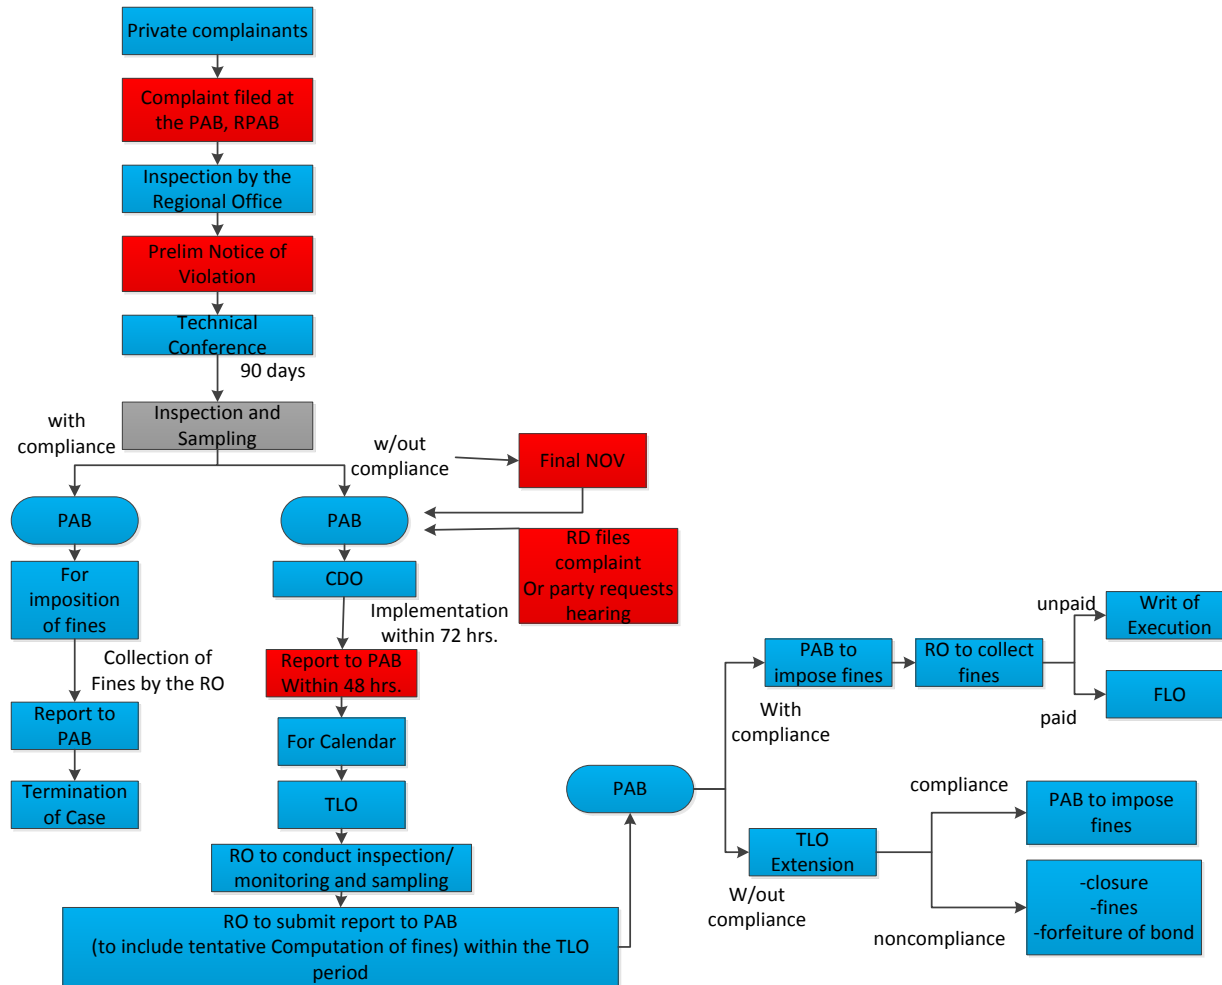 Private complainants
Complaint filed at
the PAB, RPAB
Inspection by the
Regional Office
Prelim Notice of
Violation
Technical
Conference
90 days
Inspection and
Sampling
with
compliance
w/out
compliance
Final NOV
PAB
PAB
RD files
complaint
Or party requests
hearing
For
imposition
of fines
CDO
Implementation
within 72 hrs.
Collection of
Fines by the RO
Report to PAB
Within 48 hrs.
Report to
PAB
For Calendar
Termination
of Case
TLO
RO to conduct inspection/
monitoring and sampling
RO to submit report to PAB
(to include tentative Computation of fines) within the TLO
period
PAB
With
compliance
PAB to
impose fines
RO to collect
fines
unpaid
Writ of
Execution
paid
FLO
W/out
compliance
TLO
Extension
compliance
PAB to impose
fines
noncompliance
-closure
-fines
-forfeiture of bond